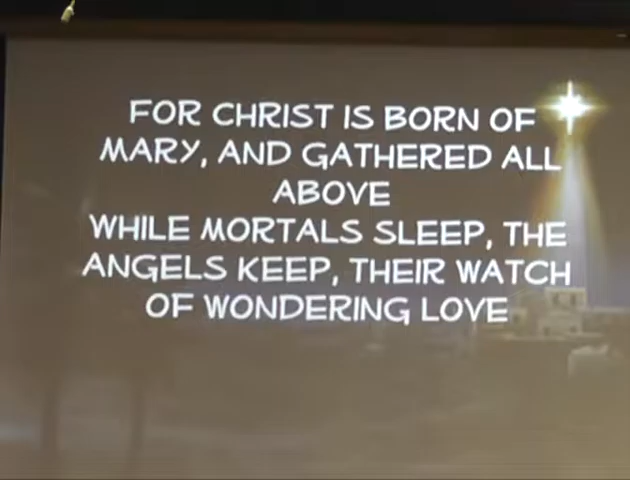 FOR CHRIST IS BORN OF
MARY, AND GATHERED ALL
ABOVE
WHILE MORTALS SLEEP, THE
ANGELS KEEP, THEIR WATCH
OF WONDERING LOVE